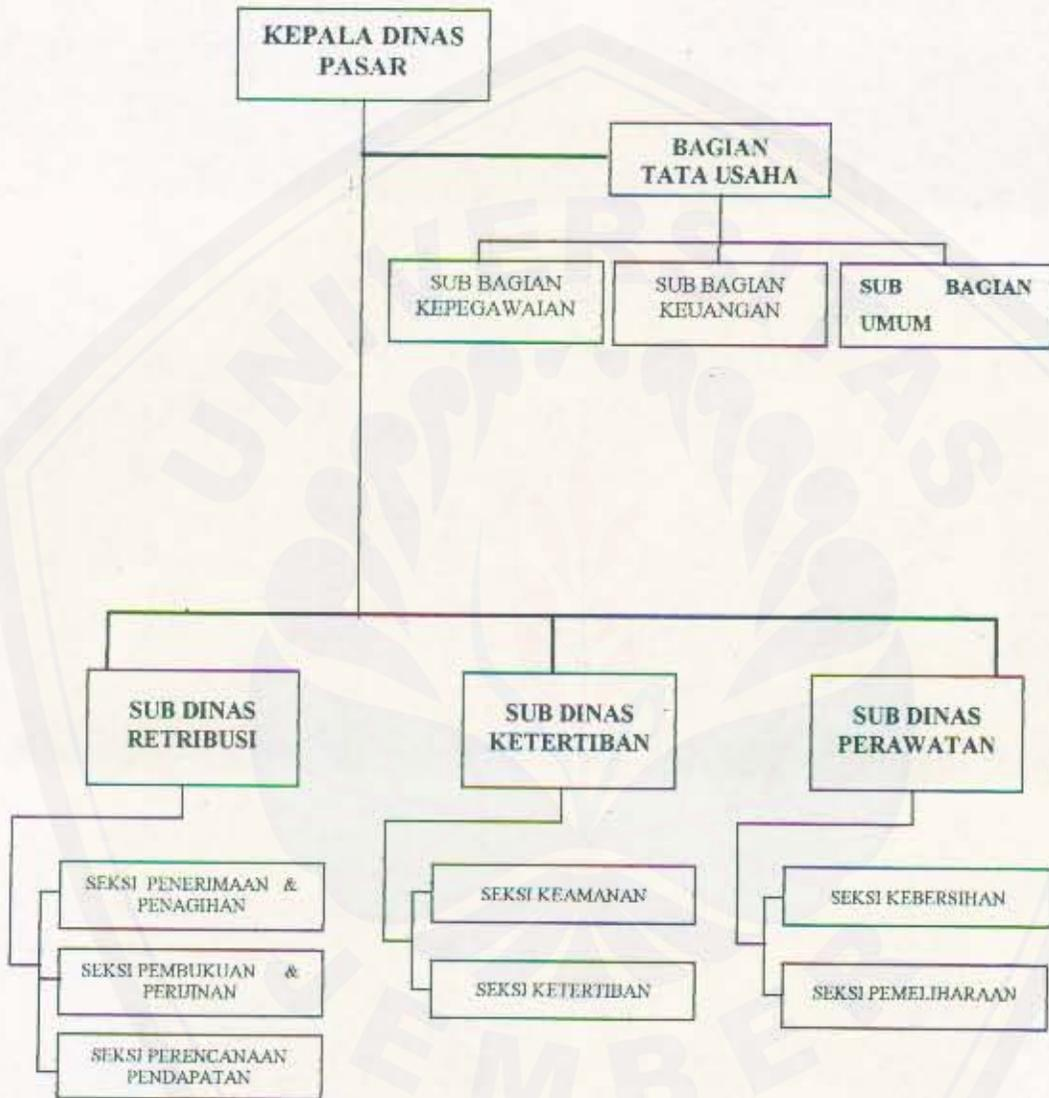 KEPALA DINAS
PASAR
BAGIAN
TATA USAHA
SUB BAGIAN
KEPEGAWAIAN
SUB BAGIAN
KEUANGAN
SUB BAGIAN
UMUM
SUB DINAS
RETRIBUSI
SUB DINAS
KETERTIBAN
SUB DINAS
PERAWATAN
SEKSI PENERIMAAN &
PENAGIHAN
SEKSI PEMBUKUAN &
PERIJINAN
SEKSI PERENCANAAN
PENDAPATAN
SEKSI KEAMANAN
SEKSI KETERTIBAN
SEKSI KEBERSIHAN
SEKSI PEMELIHARAAN
UNIVERSITAS
JEMBER